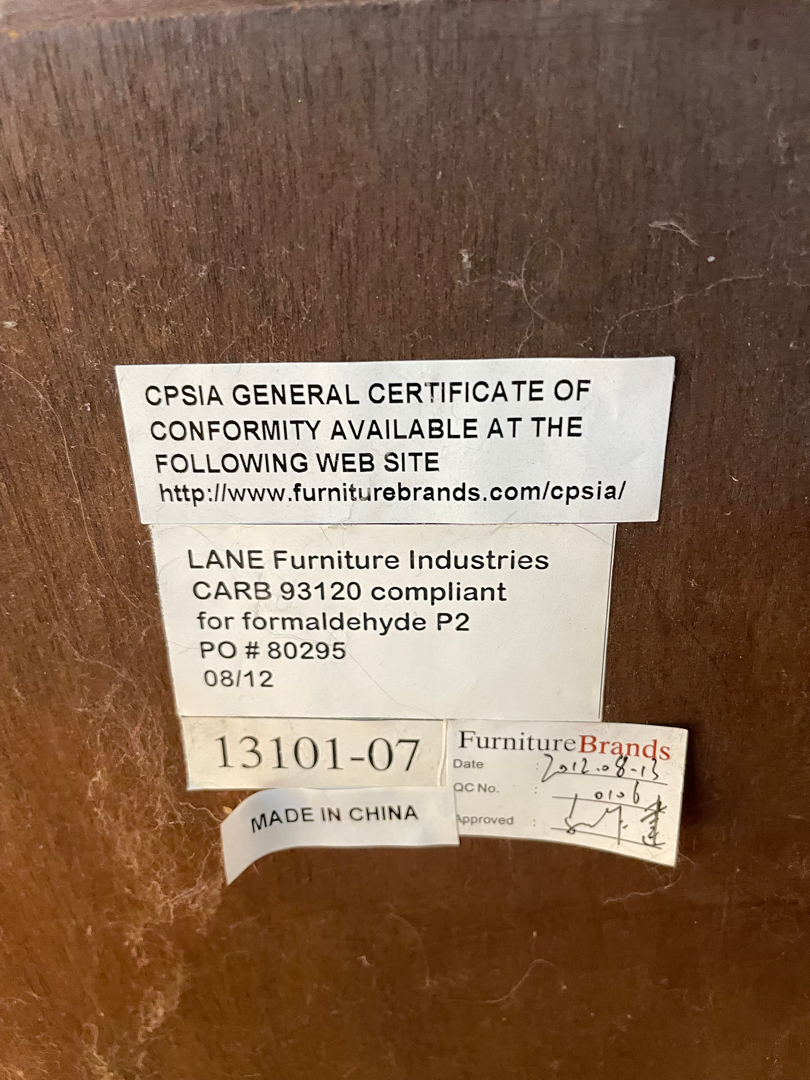 CPSIA GENERAL CERTIFICATE OF
CONFORMITY AVAILABLE AT THE
FOLLOWING WEB SITE
http://www.furniturebrands.com/cpsia/
LANE Furniture Industries
CARB 93120 compliant
for formaldehyde P2
PO # 80295
08/12
13101-07
FurnitureBrands
Date : 2012.08-13
QC No. : 0106
Approved :
MADE IN CHINA